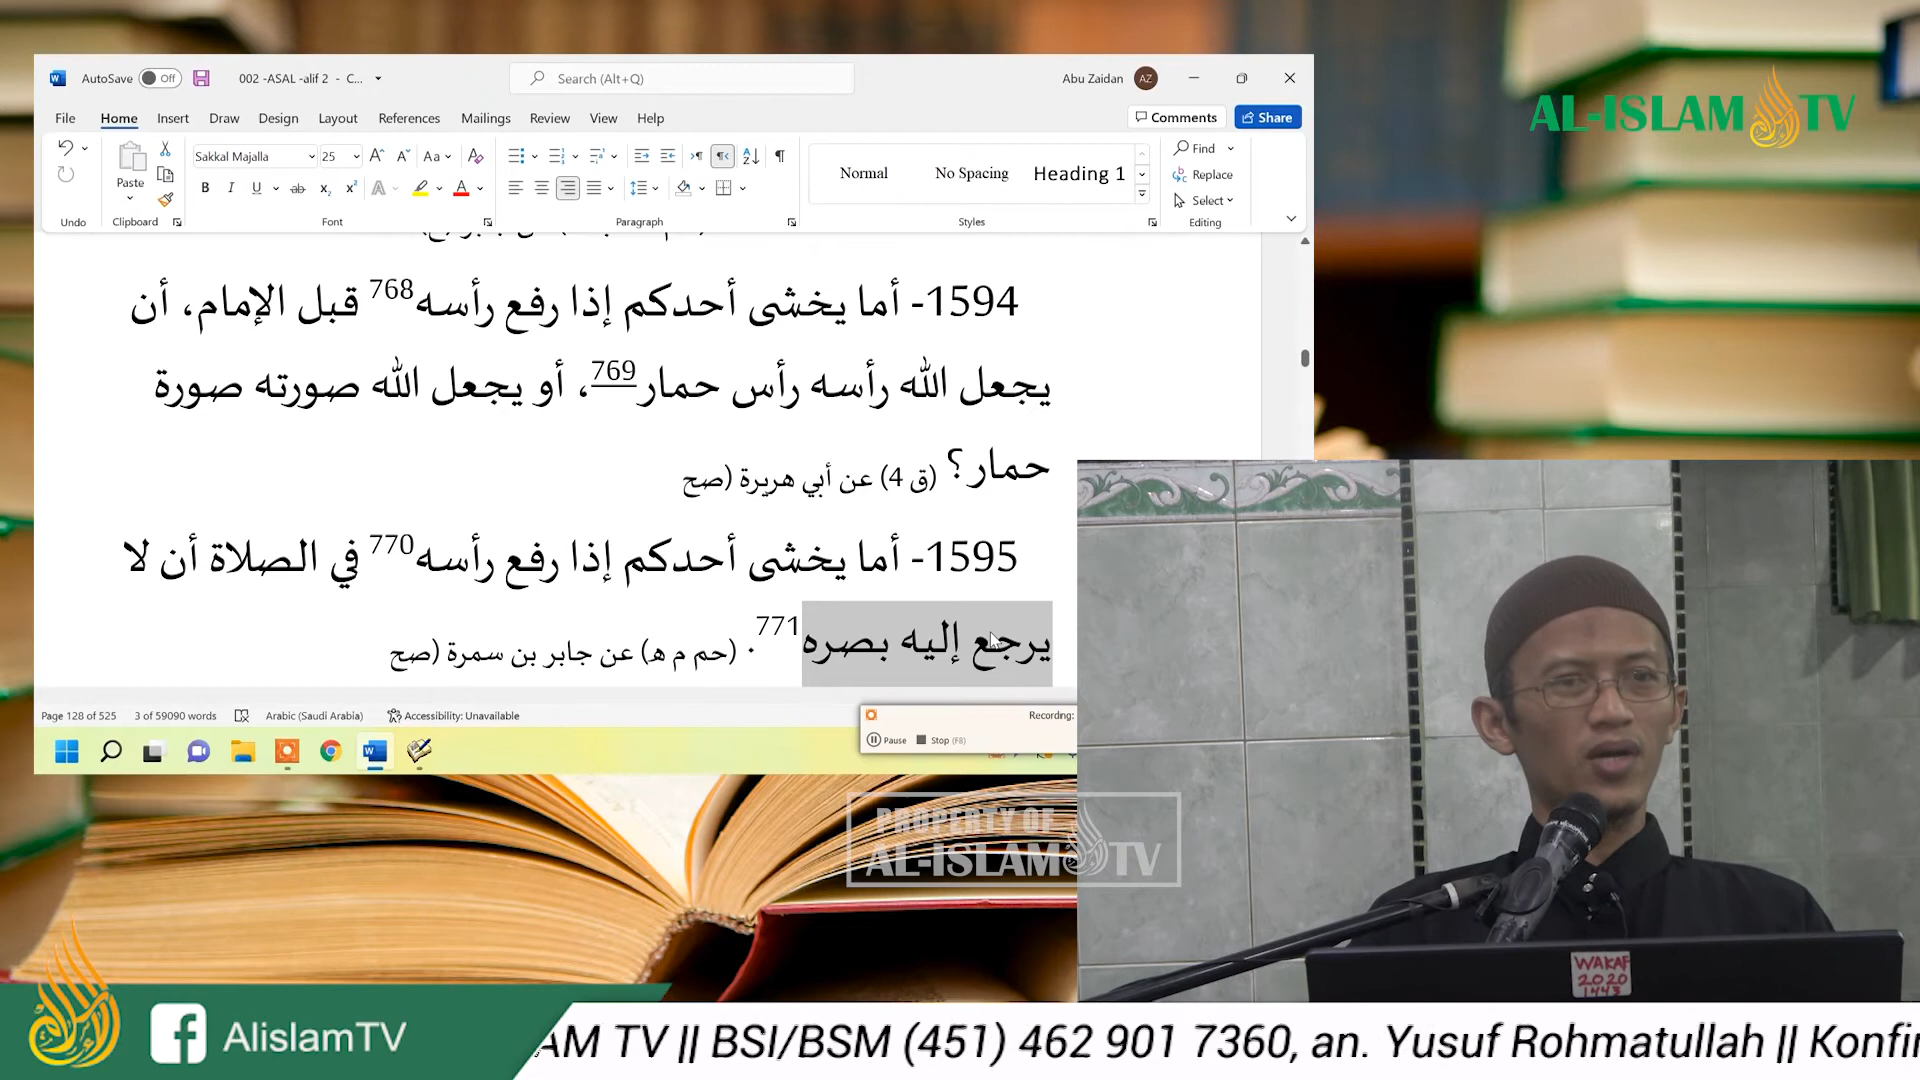 AutoSave Off 002 -ASAL -alif 2 - C... Search (Alt+Q) Abu Zaidan AZ
File Home Insert Draw Design Layout References Mailings Review View Help Comments Share
Sakkal Majalla 25
Paste
Normal No Spacing Heading 1
Find
Replace
Select
Undo Clipboard Font Paragraph Styles Editing
1594- أما يخشى أحدكم إذا رفع رأسه768 قبل الإمام، أن
يجعل الله رأسه رأس حمار769، أو يجعل الله صورته صورة
حمار؟ (ق 4) عن أبي هريرة (صح
1595- أما يخشى أحدكم إذا رفع رأسه770 في الصلاة أن لا
يرجع إليه بصره771. (حم م هـ) عن جابر بن سمرة (صح
Page 128 of 525 3 of 59090 words Arabic (Saudi Arabia) Accessibility: Unavailable
Recording:
Pause Stop (F8)
AL-ISLAM TV
PROPERTY OF
AL-ISLAM TV
WAKAF
2020
1443
AlislamTV
AM TV || BSI/BSM (451) 462 901 7360, an. Yusuf Rohmatullah || Konfir